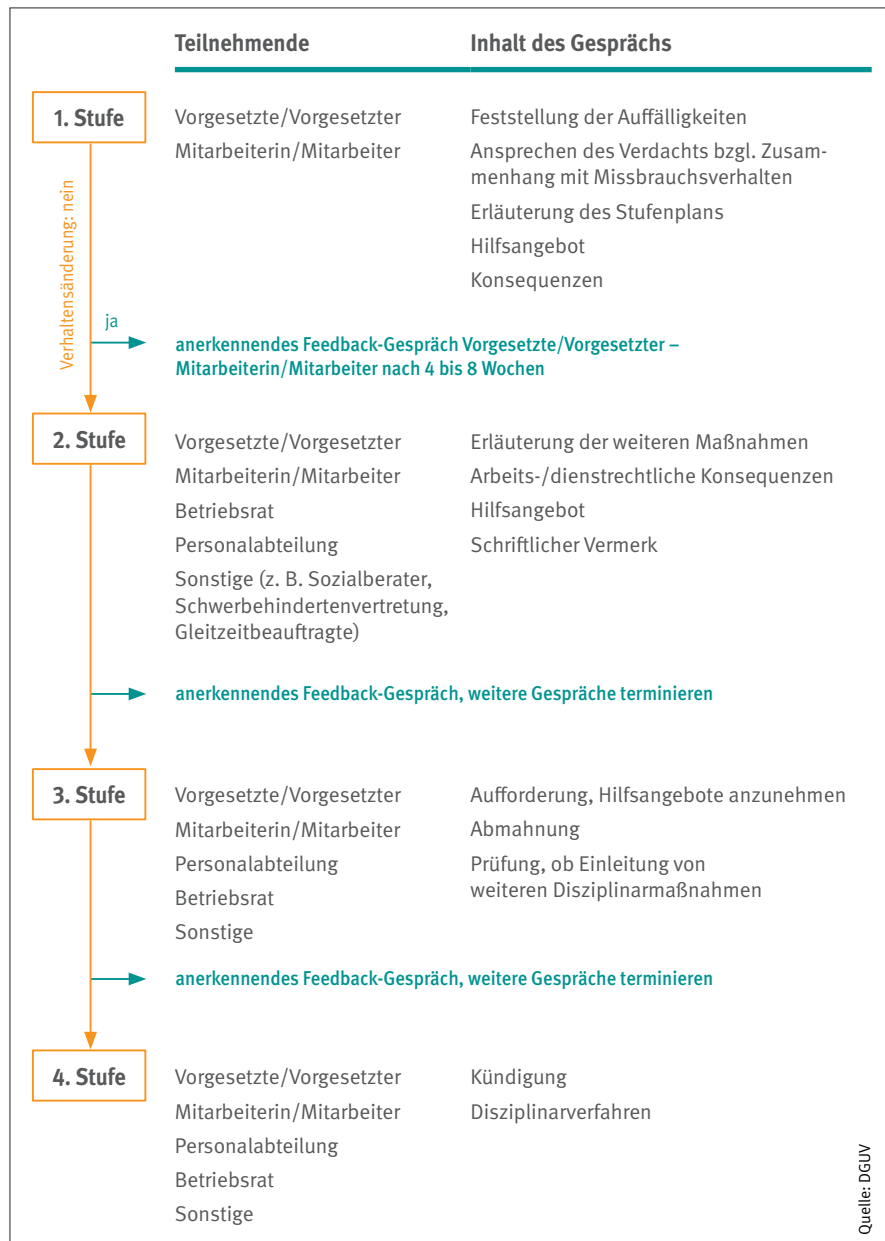 Teilnehmende
Inhalt des Gesprächs
1. Stufe
Vorgesetzte/Vorgesetzter
Feststellung der Auffälligkeiten
Mitarbeiterin/Mitarbeiter
Ansprechen des Verdachts bzgl. Zusam-
menhang mit Missbrauchsverhalten
Erläuterung des Stufenplans
Hilfsangebot
Konsequenzen
Verhaltensänderung: nein
ja
anerkennendes Feedback-Gespräch Vorgesetzte/Vorgesetzter –
Mitarbeiterin/Mitarbeiter nach 4 bis 8 Wochen
2. Stufe
Vorgesetzte/Vorgesetzter
Erläuterung der weiteren Maßnahmen
Mitarbeiterin/Mitarbeiter
Arbeits-/dienstrechtliche Konsequenzen
Betriebsrat
Hilfsangebot
Personalabteilung
Schriftlicher Vermerk
Sonstige (z. B. Sozialberater,
Schwerbehindertenvertretung,
Gleitzeitbeauftragte)
anerkennendes Feedback-Gespräch, weitere Gespräche terminieren
3. Stufe
Vorgesetzte/Vorgesetzter
Aufforderung, Hilfsangebote anzunehmen
Mitarbeiterin/Mitarbeiter
Abmahnung
Personalabteilung
Prüfung, ob Einleitung von
weiteren Disziplinarmaßnahmen
Betriebsrat
Sonstige
anerkennendes Feedback-Gespräch, weitere Gespräche terminieren
4. Stufe
Vorgesetzte/Vorgesetzter
Kündigung
Mitarbeiterin/Mitarbeiter
Disziplinarverfahren
Personalabteilung
Betriebsrat
Sonstige
Quelle: DGUV